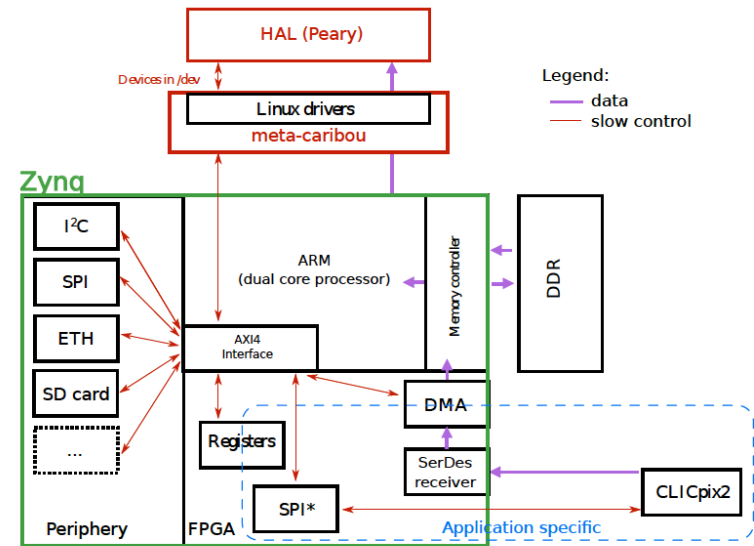 HAL (Peary)
Devices in /dev
Linux drivers
meta-caribou
Legend:
data
slow control
Zynq
I²C
SPI
ETH
SD card
...
Periphery
ARM
(dual core processor)
AXI4
Interface
Memory controller
DDR
Registers
DMA
SerDes
receiver
SPI*
FPGA
CLICpix2
Application specific